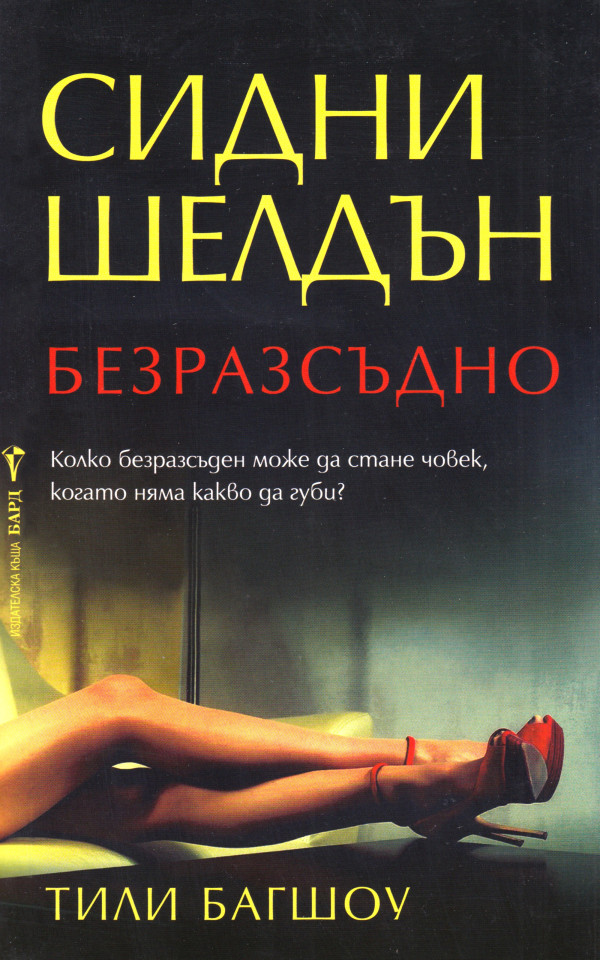 СИДНИ
ШЕЛДЪН
БЕЗРАЗСЪДНО
Колко безразсъден може да стане човек,
когато няма какво да губи?
ИЗДАТЕЛСКА КЪЩА БАРД
ТИЛИ БАГШОУ